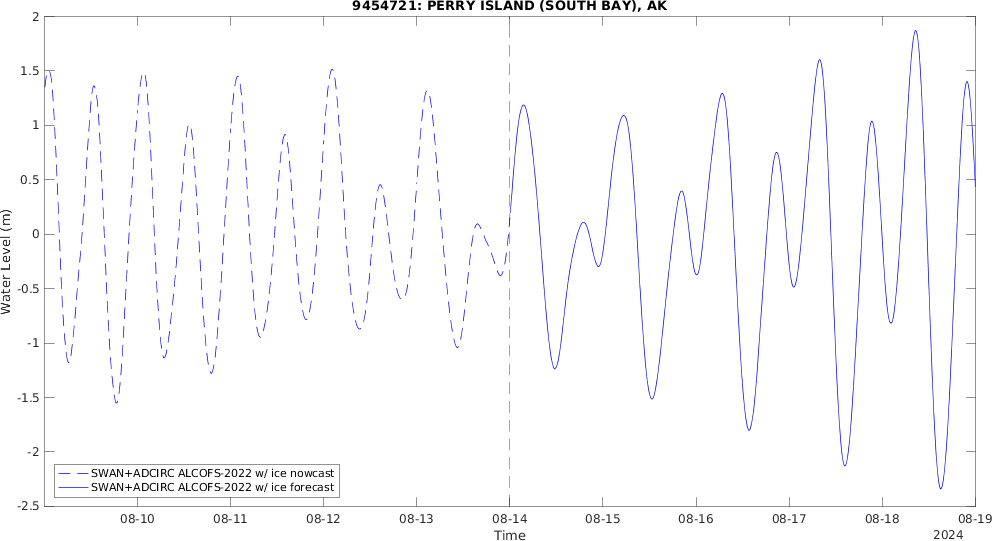 9454721: PERRY ISLAND (SOUTH BAY), AK
2
1.5
1
0.5
0
-0.5
-1
-1.5
-2
-2.5
Water Level (m)
SWAN+ADCIRC ALCOFS-2022 w/ ice nowcast
SWAN+ADCIRC ALCOFS-2022 w/ ice forecast
08-10 08-11 08-12 08-13 08-14 08-15 08-16 08-17 08-18 08-19
Time
2024